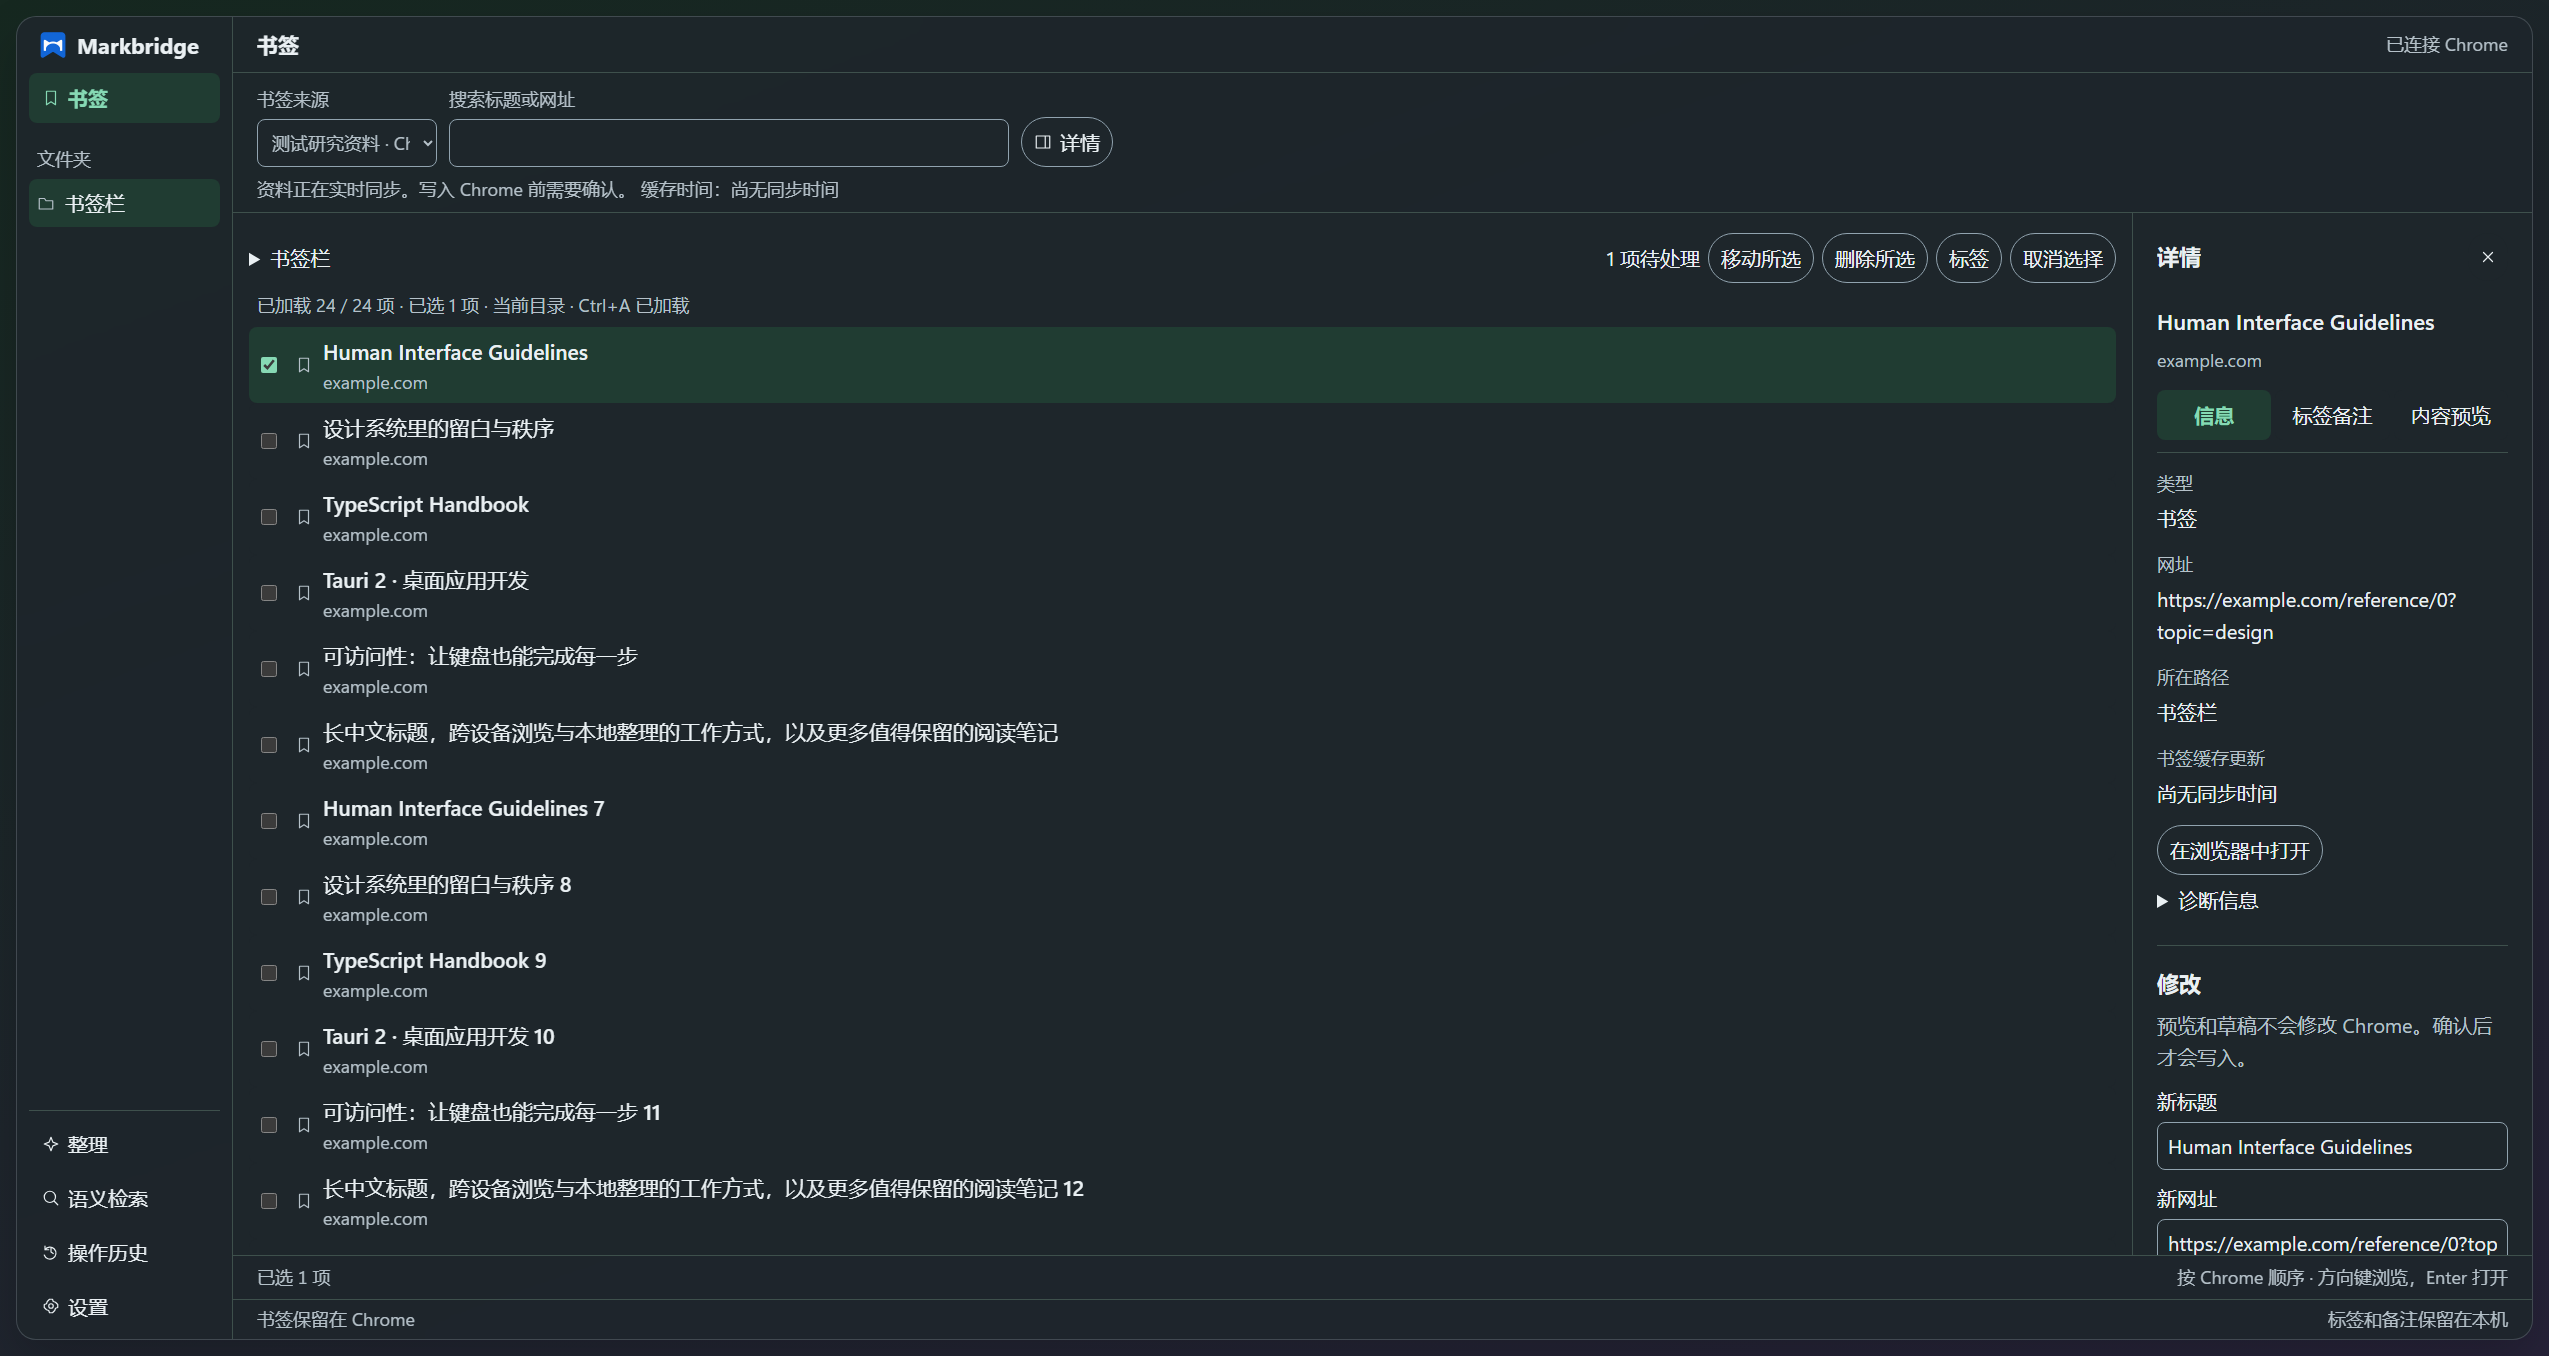 Markbridge
书签
文件夹
书签栏
整理
语义检索
操作历史
设置
书签
已连接 Chrome
书签来源
搜索标题或网址
测试研究资料 · Ch
详情
资料正在实时同步。写入 Chrome 前需要确认。 缓存时间：尚无同步时间
书签栏
1 项待处理
移动所选
删除所选
标签
取消选择
已加载 24 / 24 项 · 已选 1 项 · 当前目录 · Ctrl+A 已加载
Human Interface Guidelines
example.com
设计系统里的留白与秩序
example.com
TypeScript Handbook
example.com
Tauri 2 · 桌面应用开发
example.com
可访问性：让键盘也能完成每一步
example.com
长中文标题，跨设备浏览与本地整理的工作方式，以及更多值得保留的阅读笔记
example.com
Human Interface Guidelines 7
example.com
设计系统里的留白与秩序 8
example.com
TypeScript Handbook 9
example.com
Tauri 2 · 桌面应用开发 10
example.com
可访问性：让键盘也能完成每一步 11
example.com
长中文标题，跨设备浏览与本地整理的工作方式，以及更多值得保留的阅读笔记 12
example.com
详情
Human Interface Guidelines
example.com
信息
标签备注
内容预览
类型
书签
网址
https://example.com/reference/0?
topic=design
所在路径
书签栏
书签缓存更新
尚无同步时间
在浏览器中打开
诊断信息
修改
预览和草稿不会修改 Chrome。确认后
才会写入。
新标题
Human Interface Guidelines
新网址
https://example.com/reference/0?top
已选 1 项
按 Chrome 顺序 · 方向键浏览，Enter 打开
书签保留在 Chrome
标签和备注保留在本机